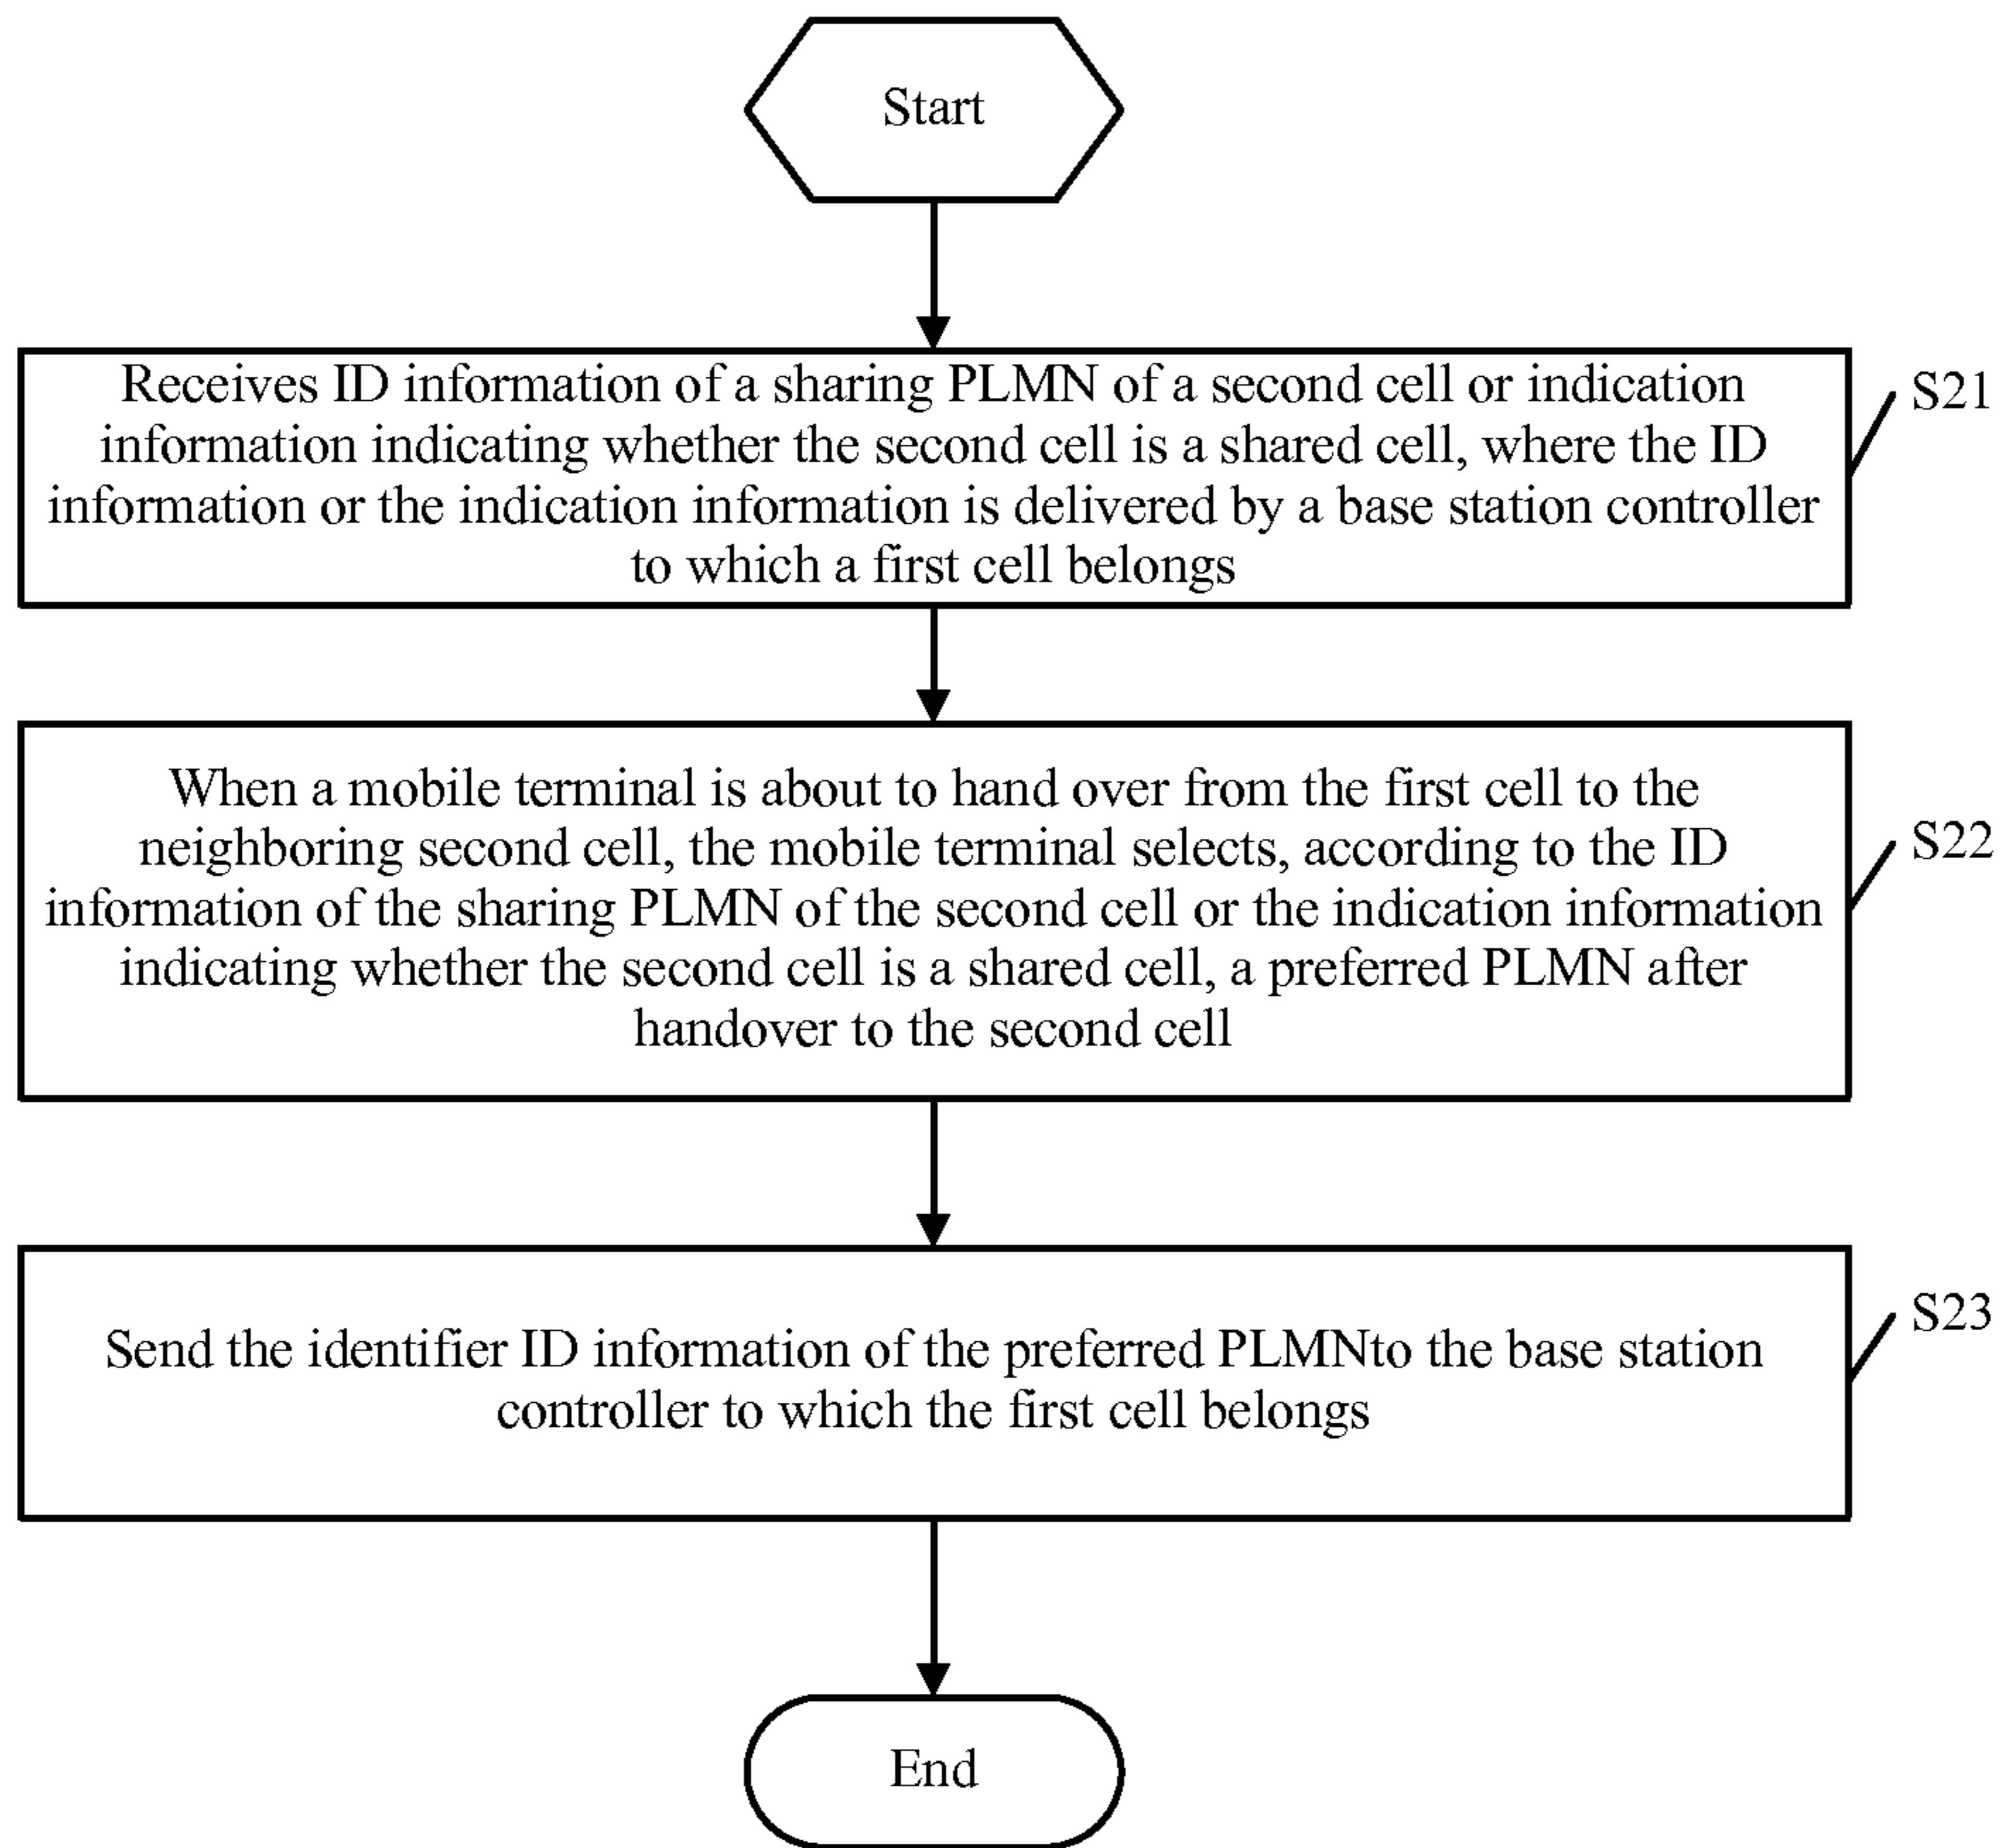 Start
Receives ID information of a sharing PLMN of a second cell or indication
information indicating whether the second cell is a shared cell, where the ID
information or the indication information is delivered by a base station controller
to which a first cell belongs
S21
When a mobile terminal is about to hand over from the first cell to the
neighboring second cell, the mobile terminal selects, according to the ID
information of the sharing PLMN of the second cell or the indication information
indicating whether the second cell is a shared cell, a preferred PLMN after
handover to the second cell
S22
Send the identifier ID information of the preferred PLMNto the base station
controller to which the first cell belongs
S23
End